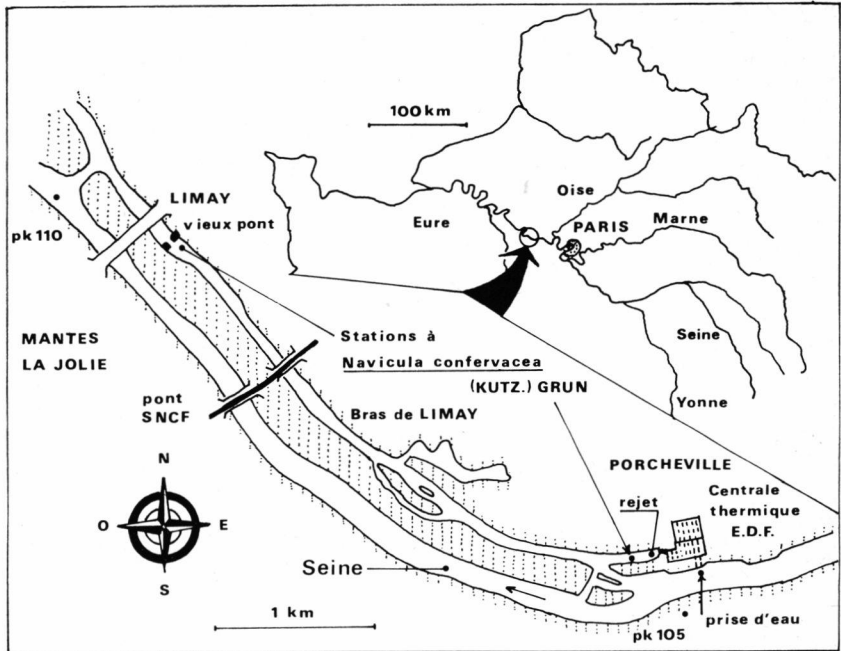 100 km
LIMAY
vieux pont
pk 110
Oise
Eure
PARIS
Marne
MANTES
LA JOLIE
Stations à
Navicula confervacea
(KUTZ.) GRUN
Seine
Yonne
pont
SNCF
Bras de LIMAY
PORCHEVILLE
rejet
Centrale
thermique
E.D.F.
N
O
E
S
Seine
1 km
prise d'eau
pk 105